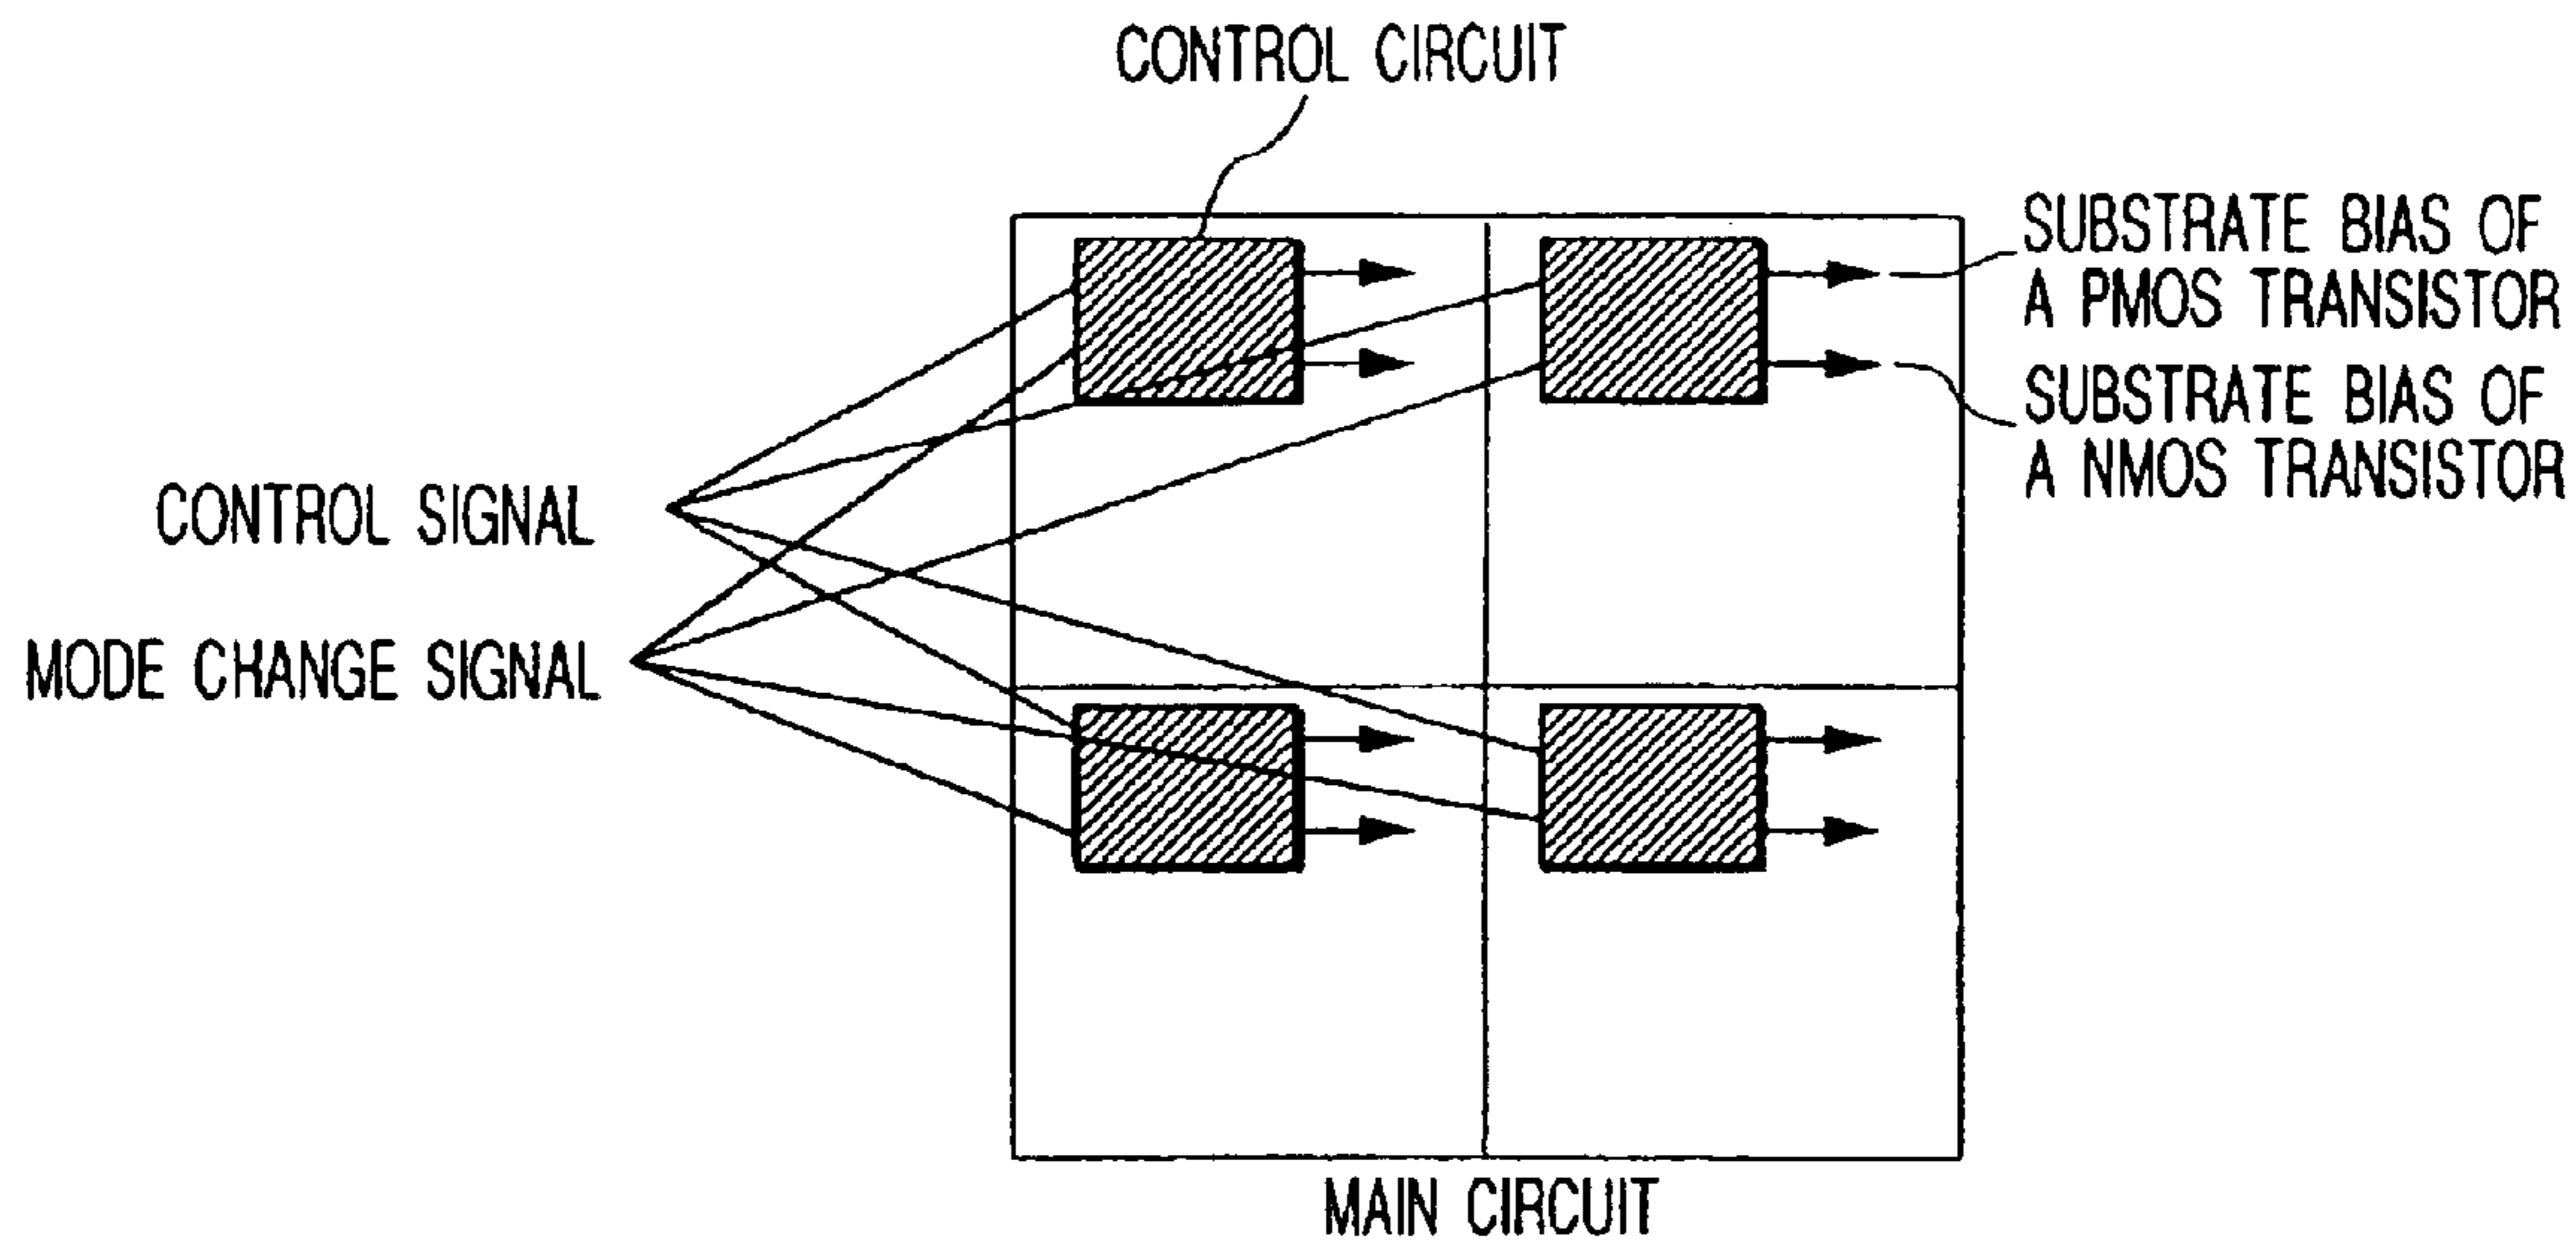 CONTROL CIRCUIT
SUBSTRATE BIAS OF
A PMOS TRANSISTOR
SUBSTRATE BIAS OF
A NMOS TRANSISTOR
CONTROL SIGNAL
MODE CHANGE SIGNAL
MAIN CIRCUIT